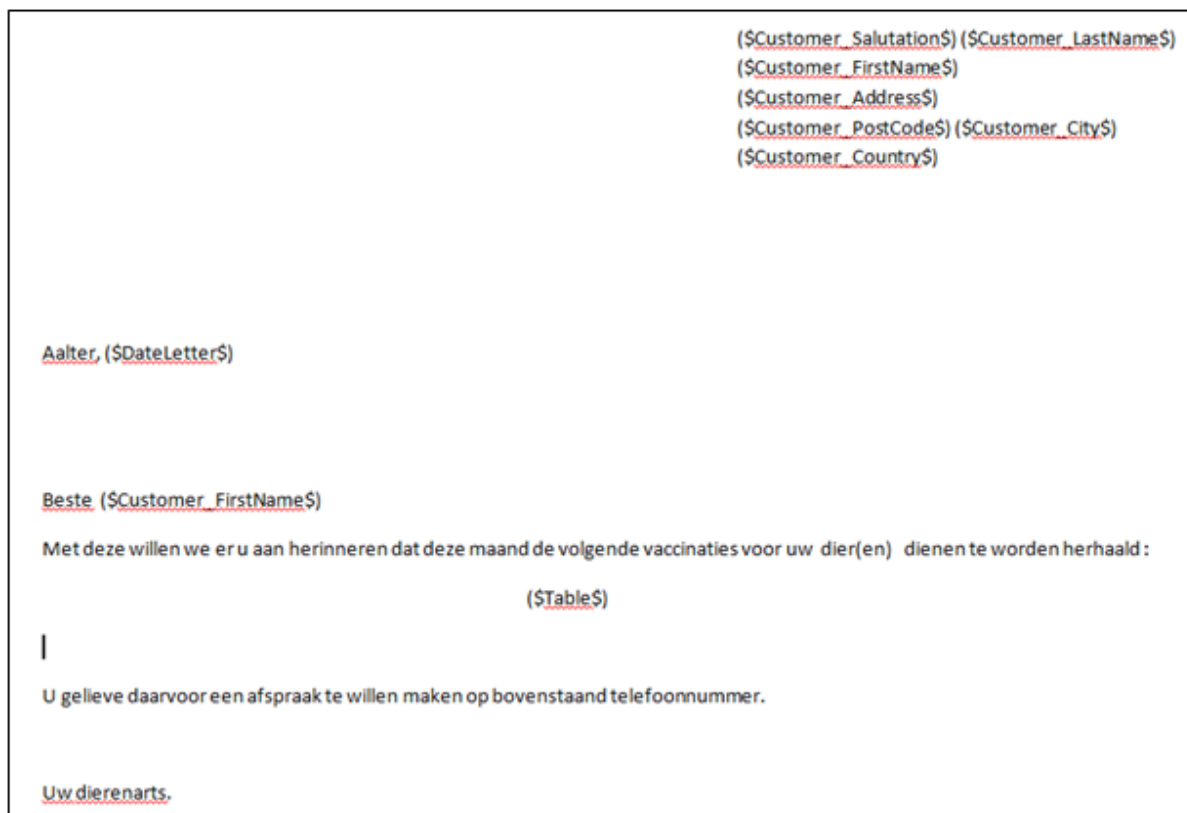 ($Customer_Salutation$) ($Customer_LastName$)
($Customer_FirstName$)
($Customer_Address$)
($Customer_PostCode$) ($Customer_City$)
($Customer_Country$)
Aalter, ($DateLetter$)
Beste ($Customer_FirstName$)
Met deze willen we er u aan herinneren dat deze maand de volgende vaccinaties voor uw dier(en) dienen te worden herhaald :
($Table$)
U gelieve daarvoor een afspraak te willen maken op bovenstaand telefoonnummer.
Uw dierenarts.